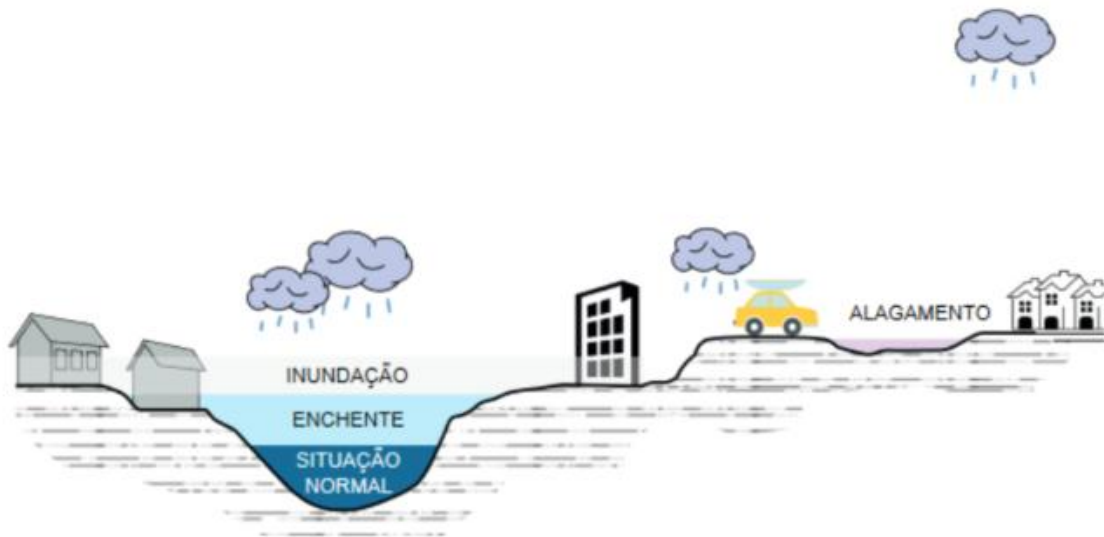 ALAGAMENTO
INUNDAÇÃO
ENCHENTE
SITUAÇÃO
NORMAL